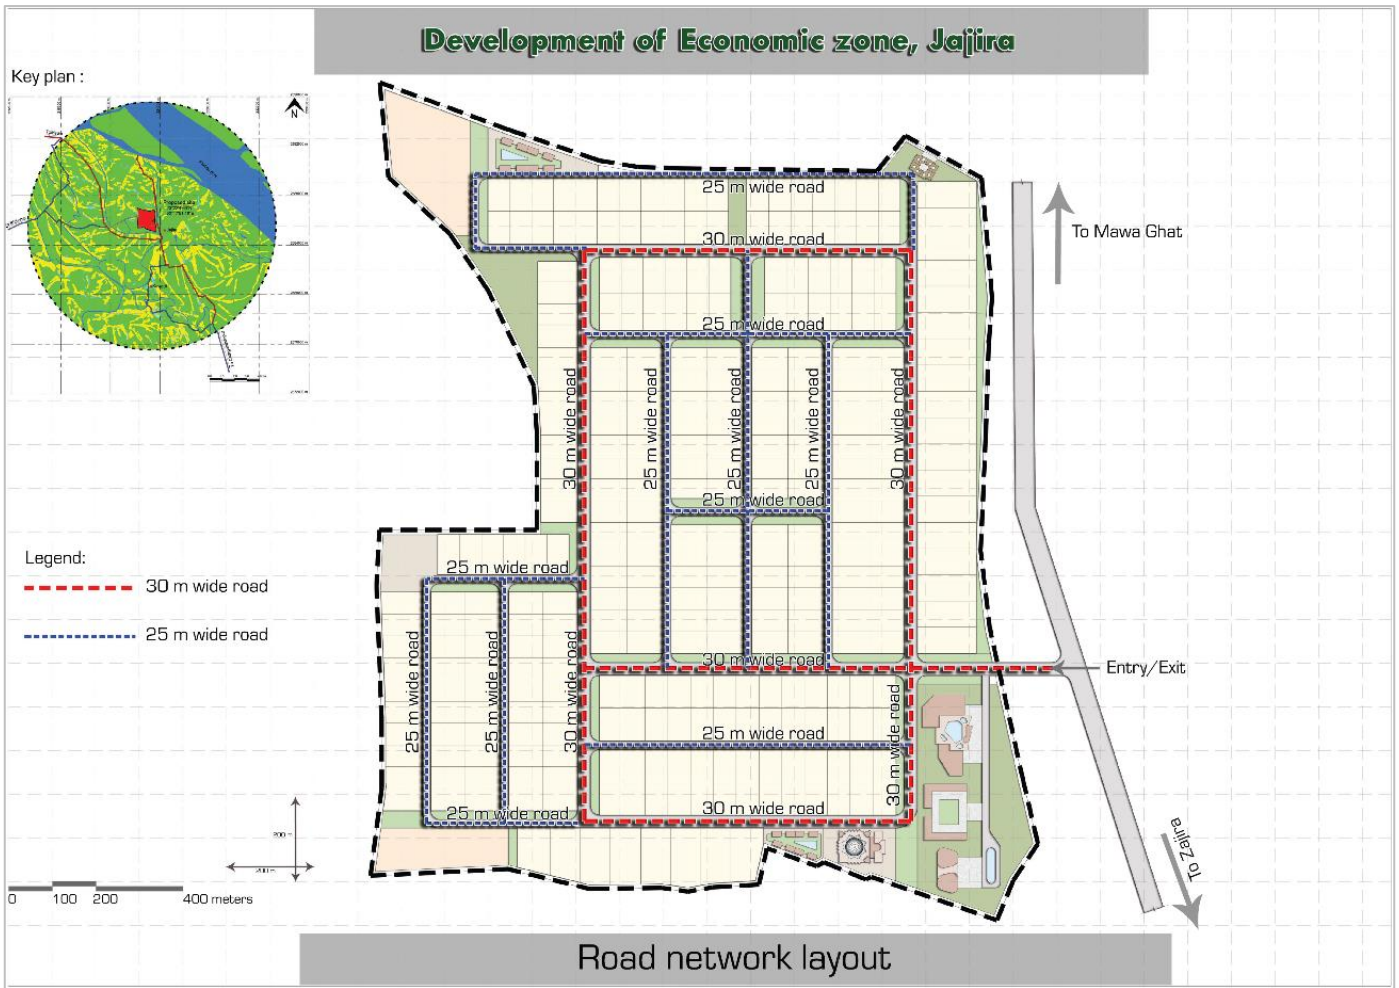 Development of Economic zone, Jajjira
Key plan :
N
25 m wide road
30 m wide road
To Mawa Ghat
25 m wide road
30 m wide road
25 m wide road
25 m wide road
25 m wide road
30 m wide road
25 m wide road
Legend:
30 m wide road
25 m wide road
25 m wide road
25 m wide road
25 m wide road
30 m wide road
30 m wide road
Entry/Exit
30 m wide road
25 m wide road
30 m wide road
25 m wide road
To Zajira
0 100 200 400 meters
Road network layout